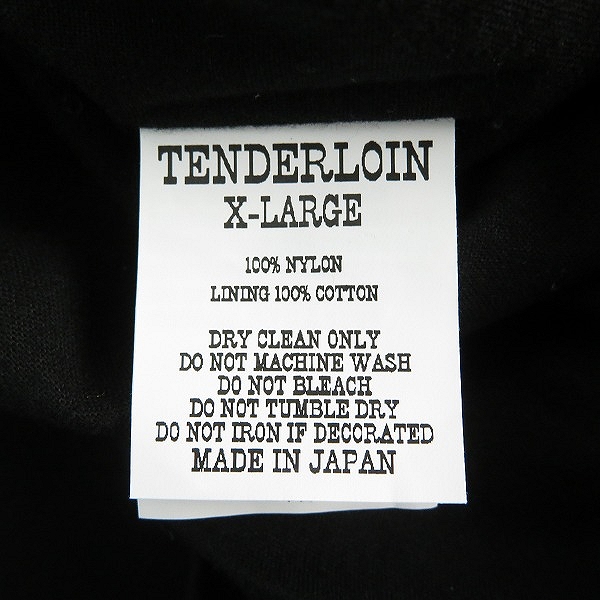 TENDERLOIN
X-LARGE
100% NYLON
LINING 100% COTTON
DRY CLEAN ONLY
DO NOT MACHINE WASH
DO NOT BLEACH
DO NOT TUMBLE DRY
DO NOT IRON IF DECORATED
MADE IN JAPAN